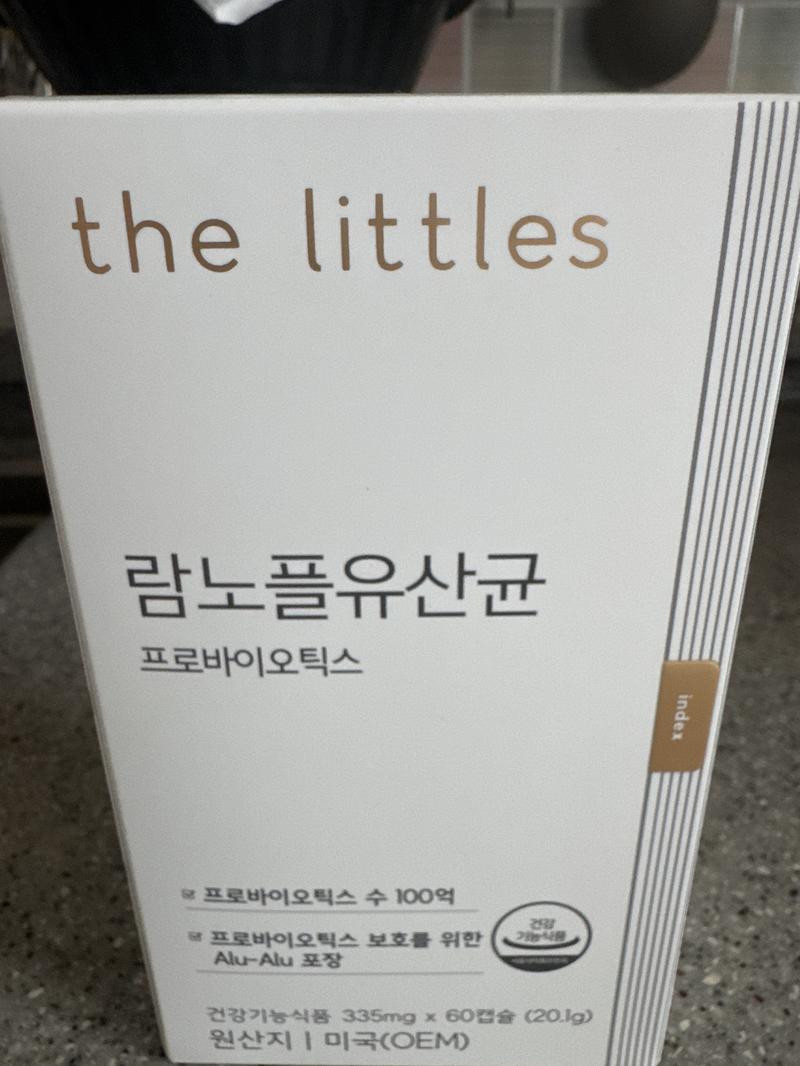 the littles
람노플유산균
프로바이오틱스
index
프로바이오틱스 수 100억
프로바이오틱스 보호를 위한
Alu-Alu 포장
건강
기능식품
건강기능식품 335mg x 60캡슐 (20.1g)
원산지 | 미국(OEM)